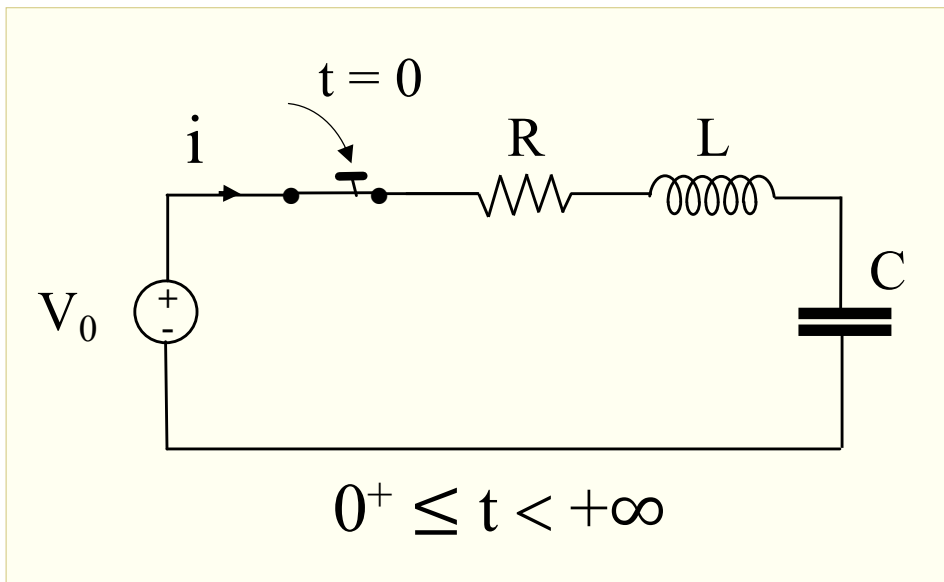 t = 0
i
R
L
C
V₀
+
-
0⁺ ≤ t < +∞